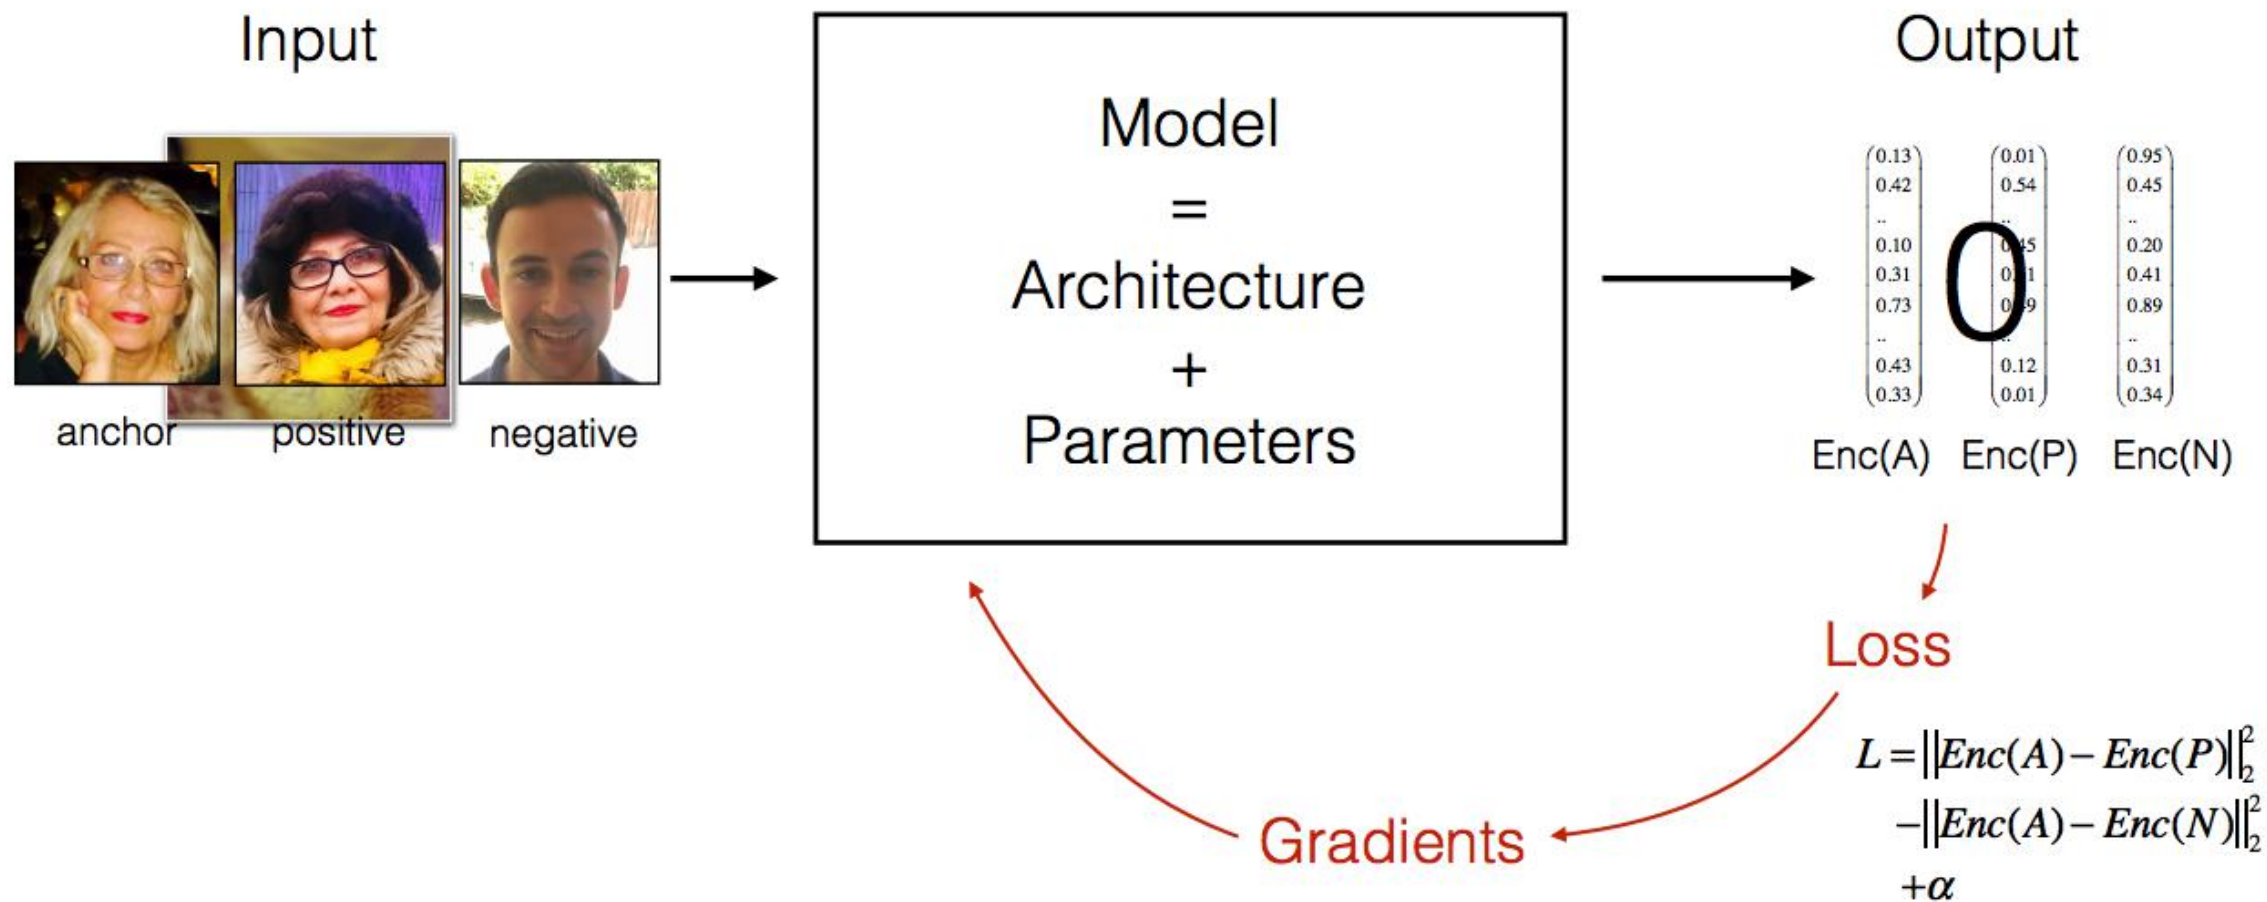 Input
anchor
positive
negative
Model
=
Architecture
+
Parameters
Output
0.13
0.42
..
0.10
0.31
0.73
..
0.43
0.33
0.01
0.54
..
0.12
0.01
0
0.95
0.45
..
0.20
0.41
0.89
..
0.31
0.34
Enc(A) Enc(P) Enc(N)
Loss
L = ||Enc(A) − Enc(P)||₂²
−||Enc(A) − Enc(N)||₂²
+α
Gradients